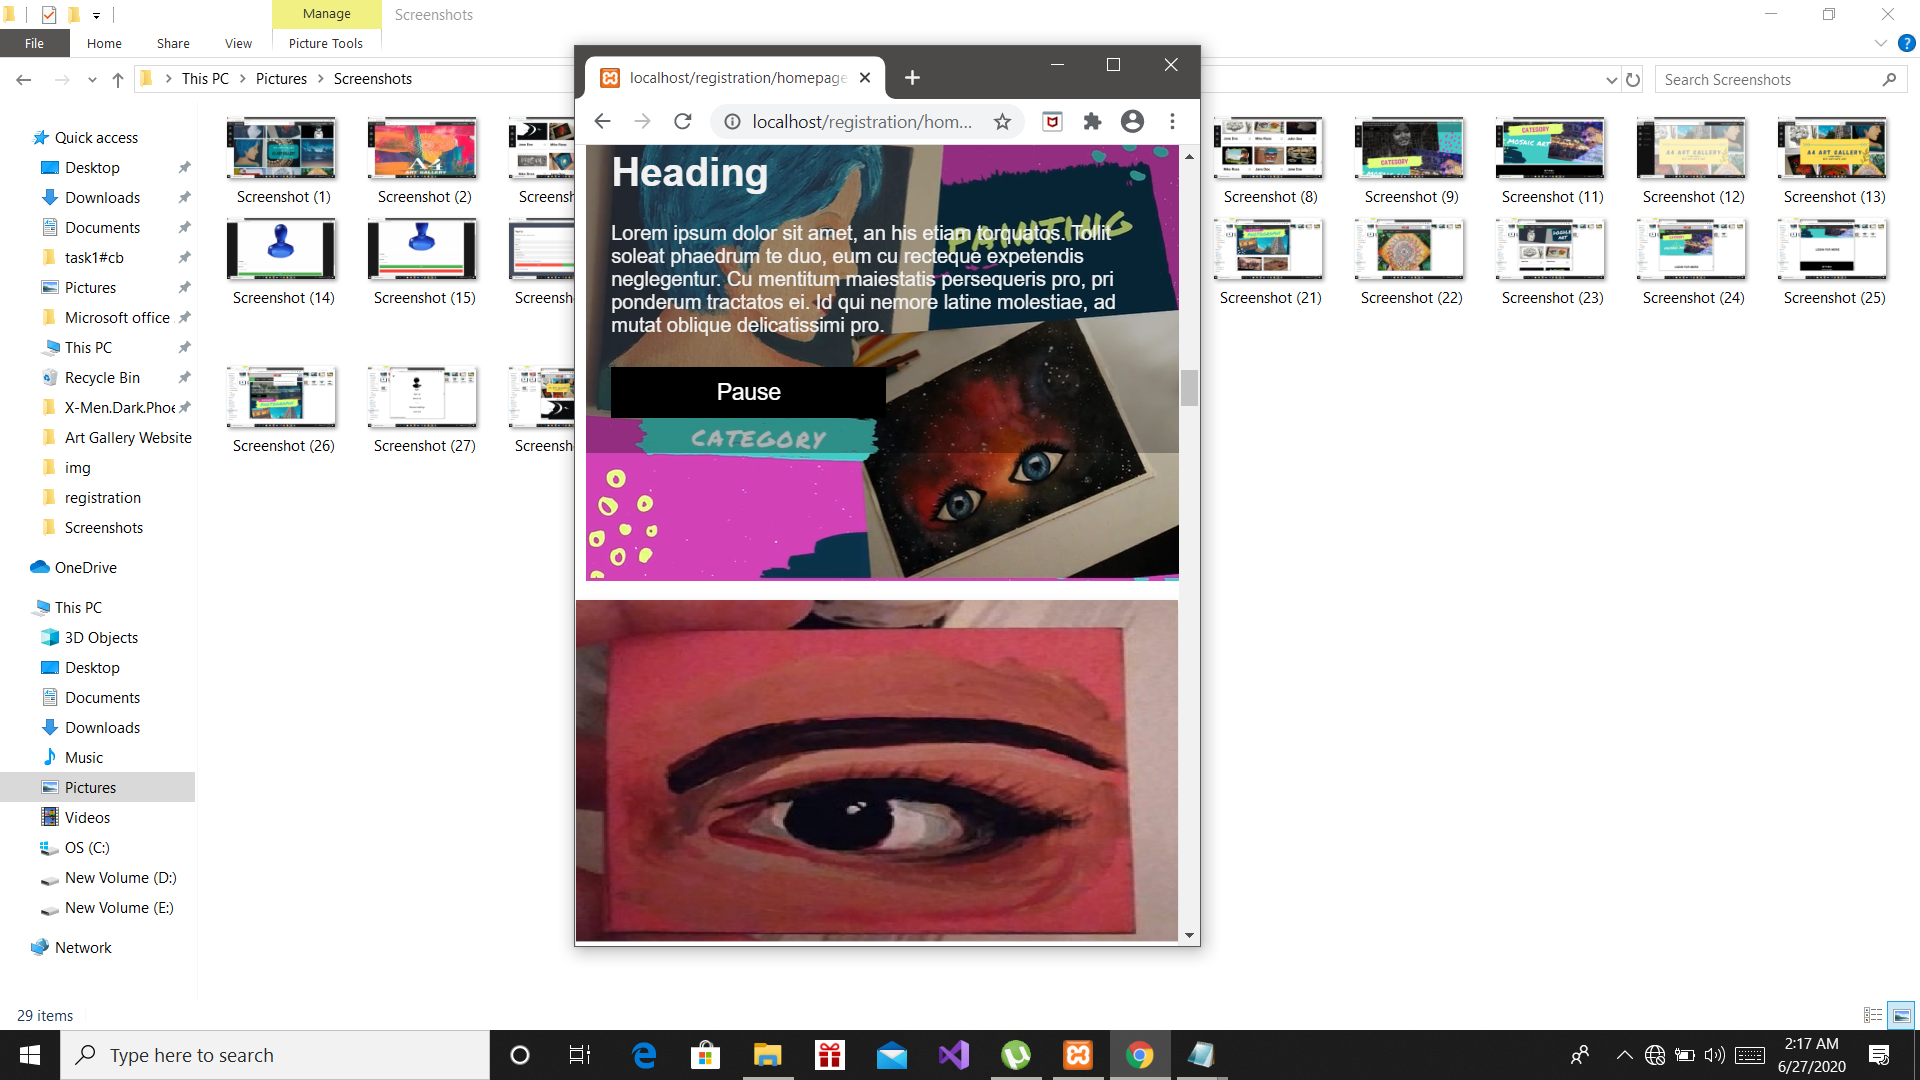 Manage
Screenshots
File
Home
Share
View
Picture Tools
This PC
Pictures
Screenshots
Search Screenshots
Quick access
Desktop
Downloads
Documents
task1#cb
Pictures
Microsoft office
This PC
Recycle Bin
X-Men.Dark.Phoe
Art Gallery Website
img
registration
Screenshots
OneDrive
This PC
3D Objects
Desktop
Documents
Downloads
Music
Pictures
Videos
OS (C:)
New Volume (D:)
New Volume (E:)
Network
Screenshot (1)
Screenshot (2)
Screensh
Screenshot (8)
Screenshot (9)
Screenshot (11)
Screenshot (12)
Screenshot (13)
Screenshot (14)
Screenshot (15)
Screensh
Screenshot (21)
Screenshot (22)
Screenshot (23)
Screenshot (24)
Screenshot (25)
Screenshot (26)
Screenshot (27)
Screensh
localhost/registration/homepage
localhost/registration/hom...
Heading
PAINTHIG
Lorem ipsum dolor sit amet, an his etiam torquatos. Tollit
soleat phaedrum te duo, eum cu recteque expetendis
neglegentur. Cu mentitum maiestatis persequeris pro, pri
ponderum tractatos ei. Id qui nemore latine molestiae, ad
mutat oblique delicatissimi pro.
Pause
CATEGORY
29 items
Type here to search
2:17 AM
6/27/2020